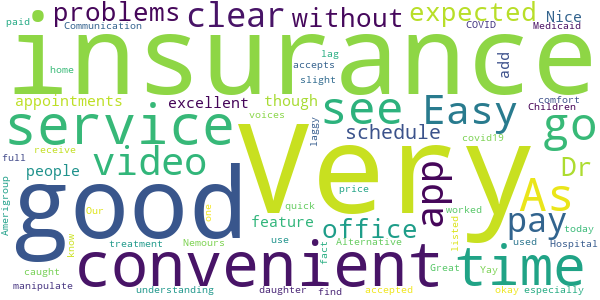 problems
clear
without
expected
Nice
paid
Communication
COVID
Medicaid
insurance
lag
home
accepts
add
slight
appointments
excellent
though
comfort
Children
service
voices
laggy
see
Easy
schedule
covid19
go
full
receive
people
video
Very
app
As
Dr
Amerigroup
good
Our
one
quick
price
feature
office
pay
worked
listed
used
Hospital
today
know
treatment
Nemours
use
fact
Alternative
convenient
time
caught
Great
Yay
manipulate
understanding
daughter
find
accepted
okay
especially